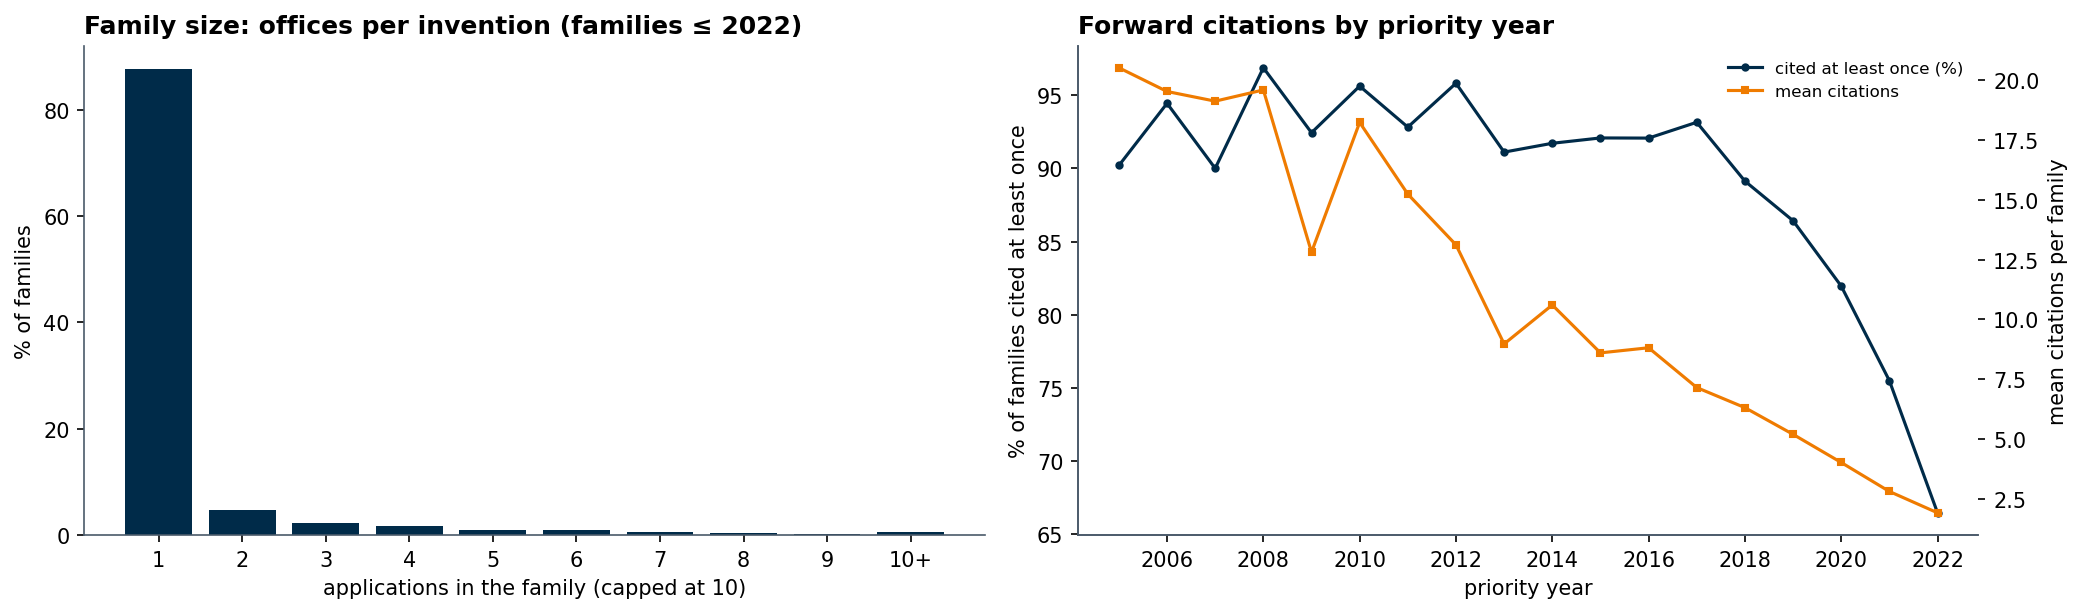 Family size: offices per invention (families ≤ 2022)
% of families
80
60
40
20
0
1 2 3 4 5 6 7 8 9 10+
applications in the family (capped at 10)
Forward citations by priority year
cited at least once (%)
mean citations
% of families cited at least once
95
90
85
80
75
70
65
20.0
17.5
15.0
12.5
10.0
7.5
5.0
2.5
mean citations per family
2006 2008 2010 2012 2014 2016 2018 2020 2022
priority year